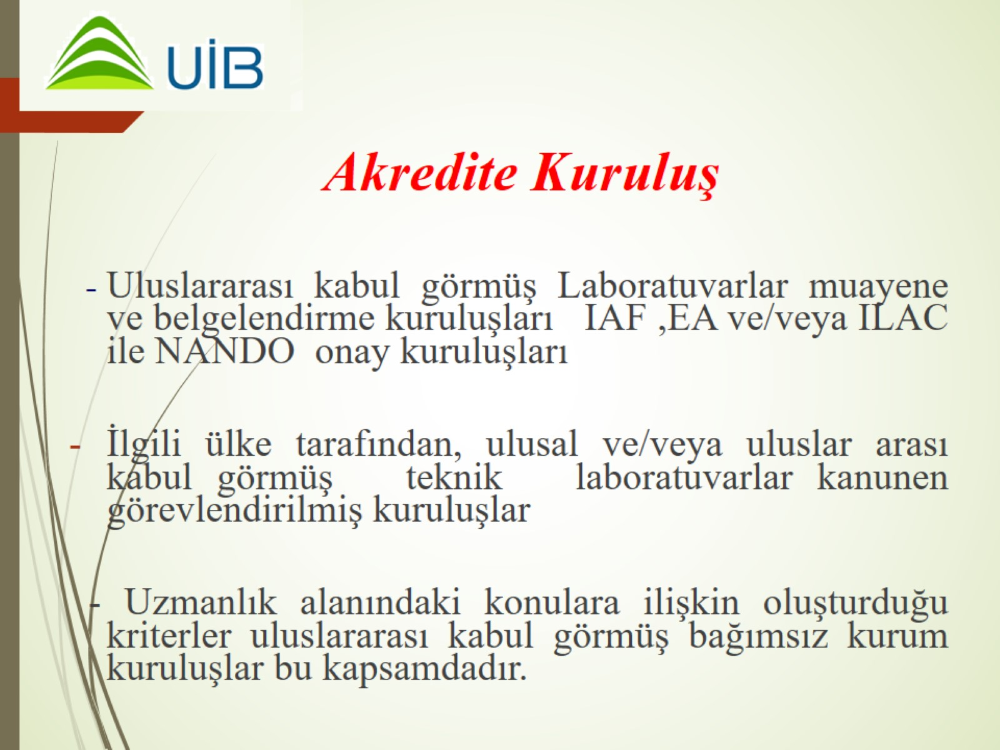 UİB
Akredite Kuruluş
- Uluslararası kabul görmüş Laboratuvarlar muayene
ve belgelendirme kuruluşları IAF ,EA ve/veya ILAC
ile NANDO onay kuruluşları
- İlgili ülke tarafından, ulusal ve/veya uluslar arası
kabul görmüş teknik laboratuvarlar kanunen
görevlendirilmiş kuruluşlar
- Uzmanlık alanındaki konulara ilişkin oluşturduğu
kriterler uluslararası kabul görmüş bağımsız kurum
kuruluşlar bu kapsamdadır.